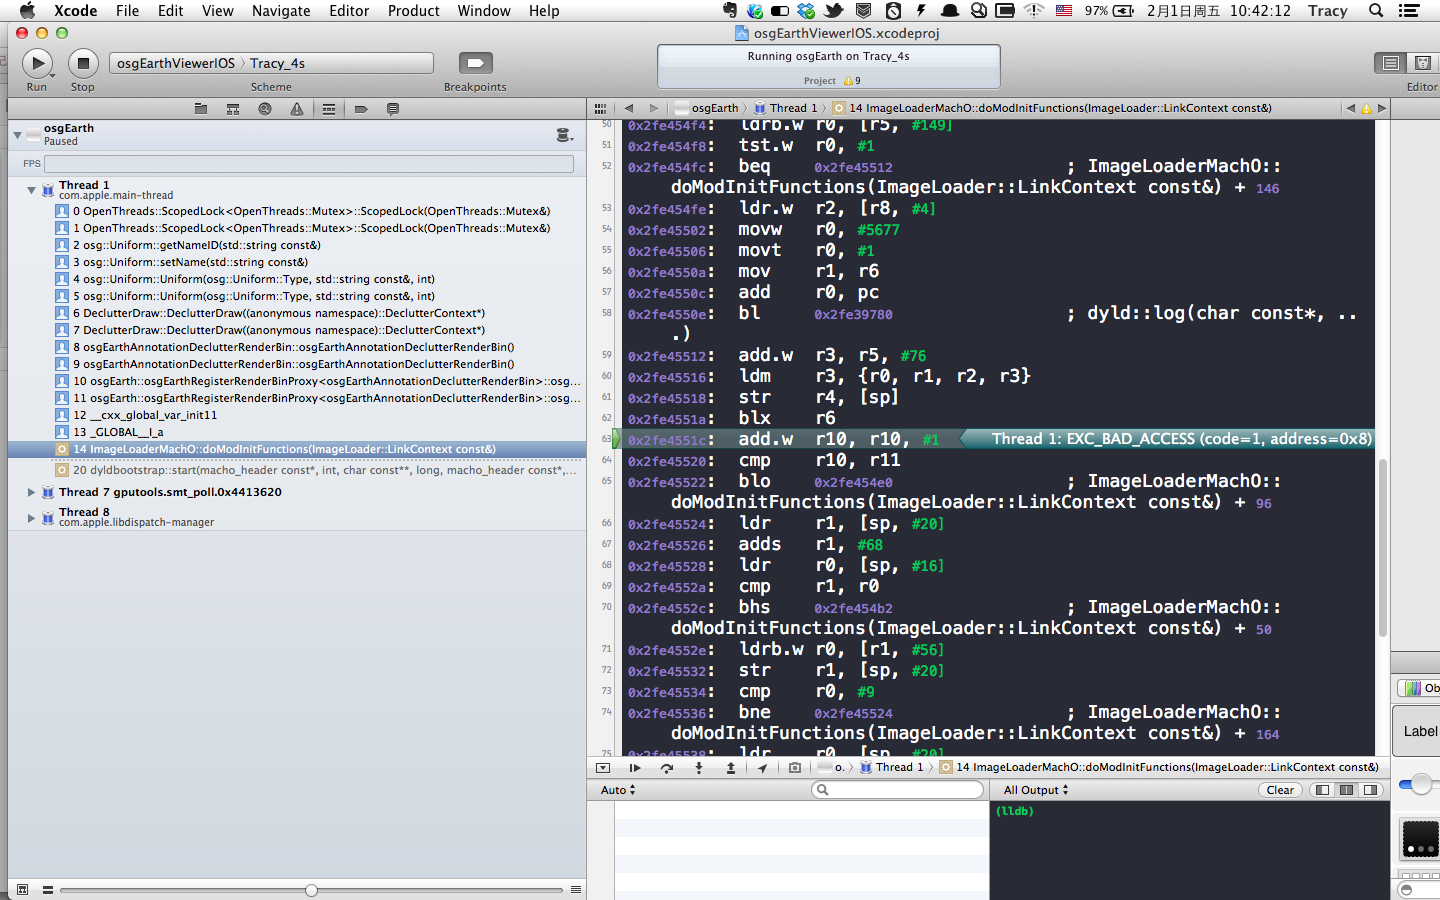 Xcode File Edit View Navigate Editor Product Window Help 97% 2月1日周五 10:42:12 Tracy
osgEarthViewerIOS.xcodeproj
osgEarthViewerIOS 〉 Tracy_4s
Running osgEarth on Tracy_4s
Project 9
Run Stop Scheme Breakpoints Editor
osgEarth
Paused
FPS
Thread 1
com.apple.main-thread
0 OpenThreads::ScopedLock<OpenThreads::Mutex>::ScopedLock(OpenThreads::Mutex&)
1 OpenThreads::ScopedLock<OpenThreads::Mutex>::ScopedLock(OpenThreads::Mutex&)
2 osg::Uniform::getNameID(std::string const&)
3 osg::Uniform::setName(std::string const&)
4 osg::Uniform::Uniform(osg::Uniform::Type, std::string const&, int)
5 osg::Uniform::Uniform(osg::Uniform::Type, std::string const&, int)
6 DeclutterDraw::DeclutterDraw((anonymous namespace)::DeclutterContext*)
7 DeclutterDraw::DeclutterDraw((anonymous namespace)::DeclutterContext*)
8 osgEarthAnnotationDeclutterRenderBin::osgEarthAnnotationDeclutterRenderBin()
9 osgEarthAnnotationDeclutterRenderBin::osgEarthAnnotationDeclutterRenderBin()
10 osgEarth::osgEarthRegisterRenderBinProxy<osgEarthAnnotationDeclutterRenderBin>::osg...
11 osgEarth::osgEarthRegisterRenderBinProxy<osgEarthAnnotationDeclutterRenderBin>::osg...
12 __cxx_global_var_init11
13 _GLOBAL__I_a
14 ImageLoaderMachO::doModInitFunctions(ImageLoader::LinkContext const&)
20 dyldbootstrap::start(macho_header const*, int, char const**, long, macho_header const*,...
Thread 7 gputools.smt_poll.0x4413620
Thread 8
com.apple.libdispatch-manager
osgEarth 〉 Thread 1 〉 14 ImageLoaderMachO::doModInitFunctions(ImageLoader::LinkContext const&)
50 0x2fe454f4: ldrb.w r0, [r5, #149]
51 0x2fe454f8: tst.w r0, #1
52 0x2fe454fc: beq 0x2fe45512 ; ImageLoaderMachO::
doModInitFunctions(ImageLoader::LinkContext const&) + 146
53 0x2fe454fe: ldr.w r2, [r8, #4]
54 0x2fe45502: movw r0, #5677
55 0x2fe45506: movt r0, #1
56 0x2fe4550a: mov r1, r6
57 0x2fe4550c: add r0, pc
58 0x2fe4550e: bl 0x2fe39780 ; dyld::log(char const*, ..
.)
59 0x2fe45512: add.w r3, r5, #76
60 0x2fe45516: ldm r3, {r0, r1, r2, r3}
61 0x2fe45518: str r4, [sp]
62 0x2fe4551a: blx r6
63 0x2fe4551c: add.w r10, r10, #1 Thread 1: EXC_BAD_ACCESS (code=1, address=0x8)
64 0x2fe45520: cmp r10, r11
65 0x2fe45522: blo 0x2fe454e0 ; ImageLoaderMachO::
doModInitFunctions(ImageLoader::LinkContext const&) + 96
66 0x2fe45524: ldr r1, [sp, #20]
67 0x2fe45526: adds r1, #68
68 0x2fe45528: ldr r0, [sp, #16]
69 0x2fe4552a: cmp r1, r0
70 0x2fe4552c: bhs 0x2fe454b2 ; ImageLoaderMachO::
doModInitFunctions(ImageLoader::LinkContext const&) + 50
71 0x2fe4552e: ldrb.w r0, [r1, #56]
72 0x2fe45532: str r1, [sp, #20]
73 0x2fe45534: cmp r0, #9
74 0x2fe45536: bne 0x2fe45524 ; ImageLoaderMachO::
doModInitFunctions(ImageLoader::LinkContext const&) + 164
75 0x2fe45538: ldr r0, [sp, #20]
o. 〉 Thread 1 〉 14 ImageLoaderMachO::doModInitFunctions(ImageLoader::LinkContext const&)
Auto All Output Clear
(lldb)
Ob
Label